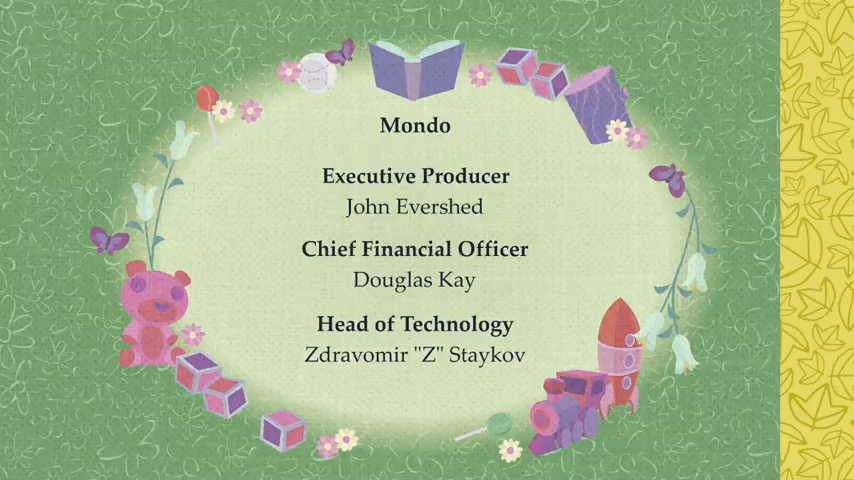 Mondo
Executive Producer
John Evershed
Chief Financial Officer
Douglas Kay
Head of Technology
Zdravomir "Z" Staykov